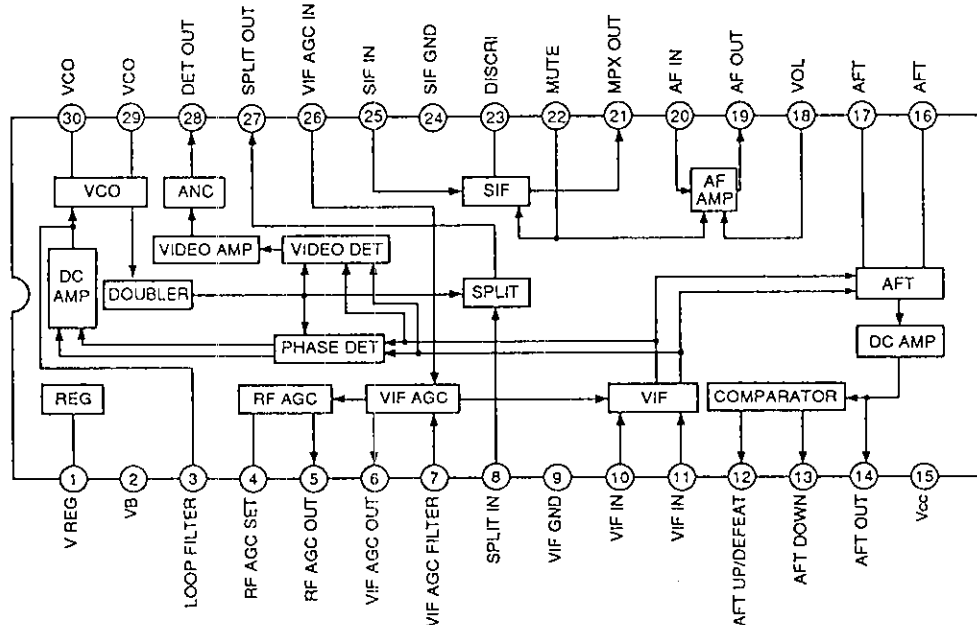 VCO
VCO
DET OUT
SPLIT OUT
VIF AGC IN
SIF IN
SIF GND
DISCRI
MUTE
MPX OUT
AF IN
AF OUT
VOL
AFT
AFT
30
29
28
27
26
25
24
23
22
21
20
19
18
17
16
VCO
ANC
SIF
AF
AMP
VIDEO AMP
VIDEO DET
DC
AMP
DOUBLER
SPLIT
AFT
PHASE DET
DC AMP
REG
RF AGC
VIF AGC
VIF
COMPARATOR
1
2
3
4
5
6
7
8
9
10
11
12
13
14
15
V REG
VB
LOOP FILTER
RF AGC SET
RF AGC OUT
VIF AGC OUT
VIF AGC FILTER
SPLIT IN
VIF GND
VIF IN
VIF IN
AFT UP/DEFEAT
AFT DOWN
AFT OUT
Vcc